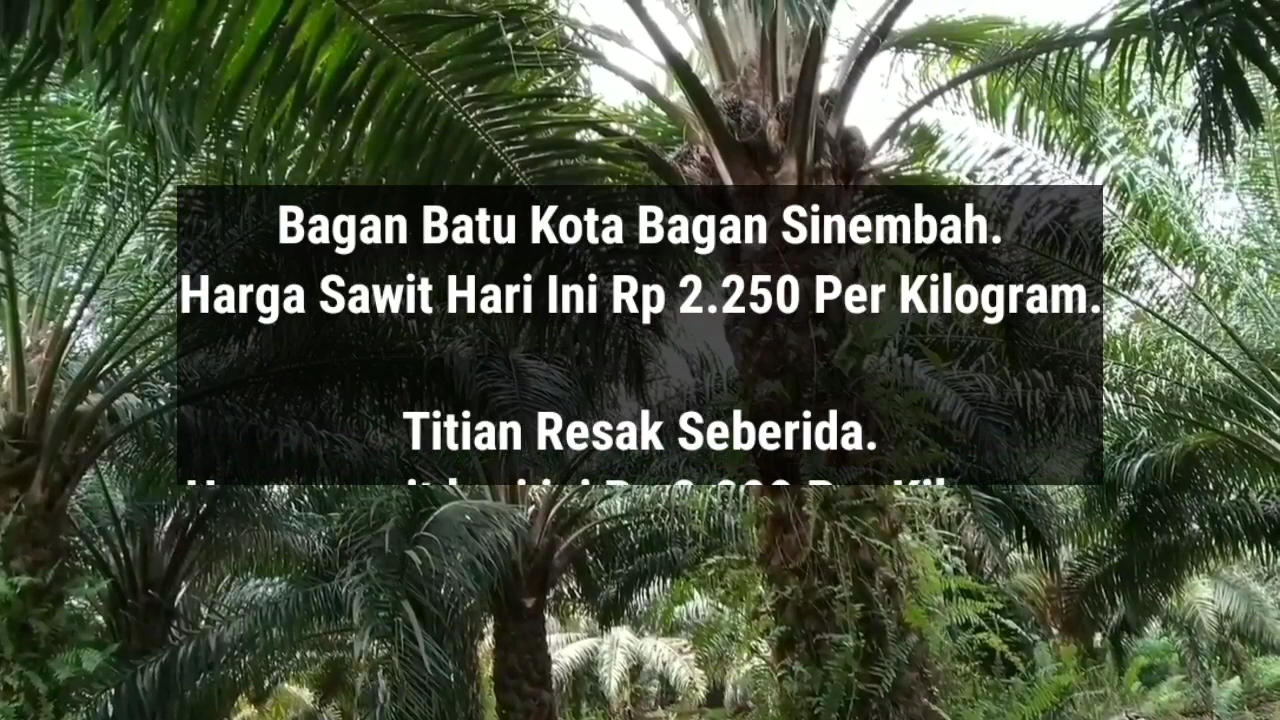 Bagan Batu Kota Bagan Sinembah.
Harga Sawit Hari Ini Rp 2.250 Per Kilogram.
Titian Resak Seberida.